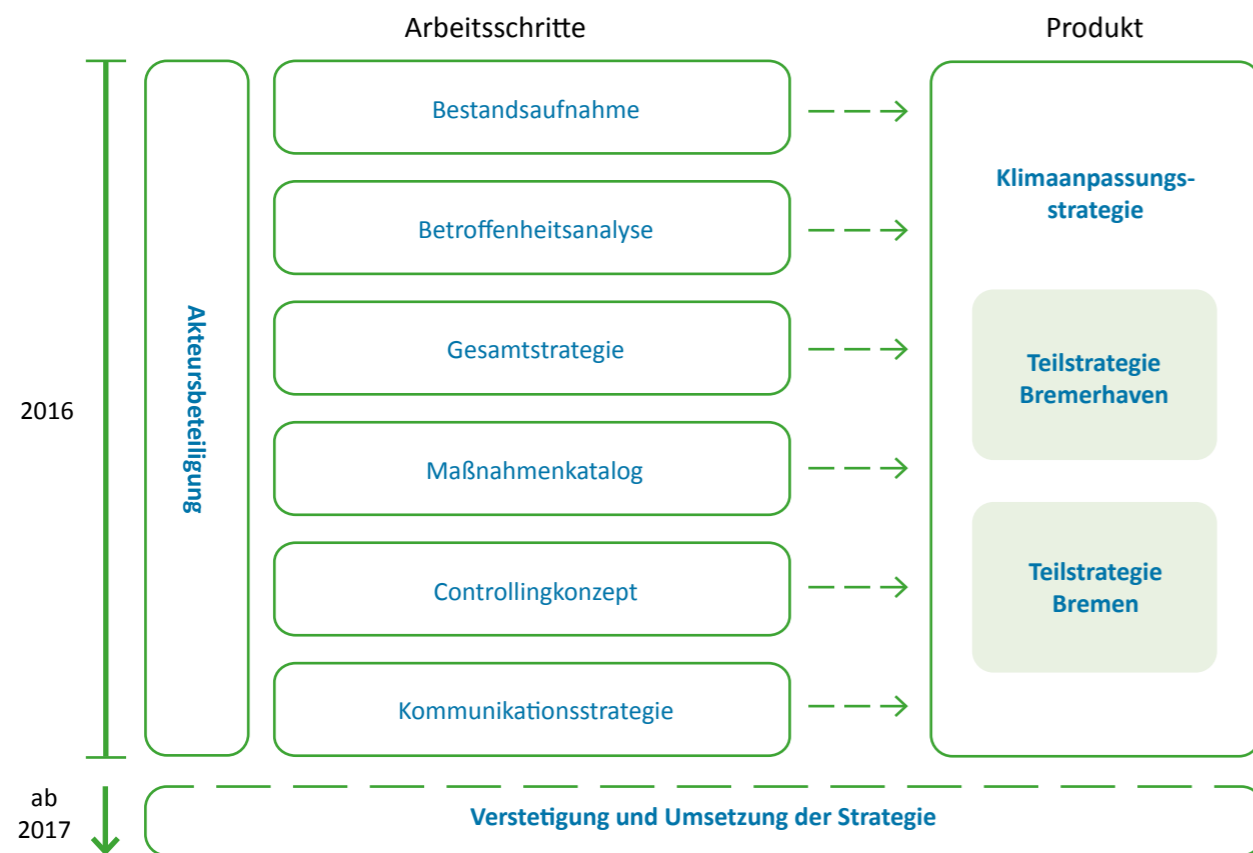 Arbeitsschritte
Produkt
2016
Akteursbeteiligung
Bestandsaufnahme
Betroffenheitsanalyse
Gesamtstrategie
Maßnahmenkatalog
Controllingkonzept
Kommunikationsstrategie
Klimaanpassungs-
strategie
Teilstrategie
Bremerhaven
Teilstrategie
Bremen
ab
2017
Verstetigung und Umsetzung der Strategie